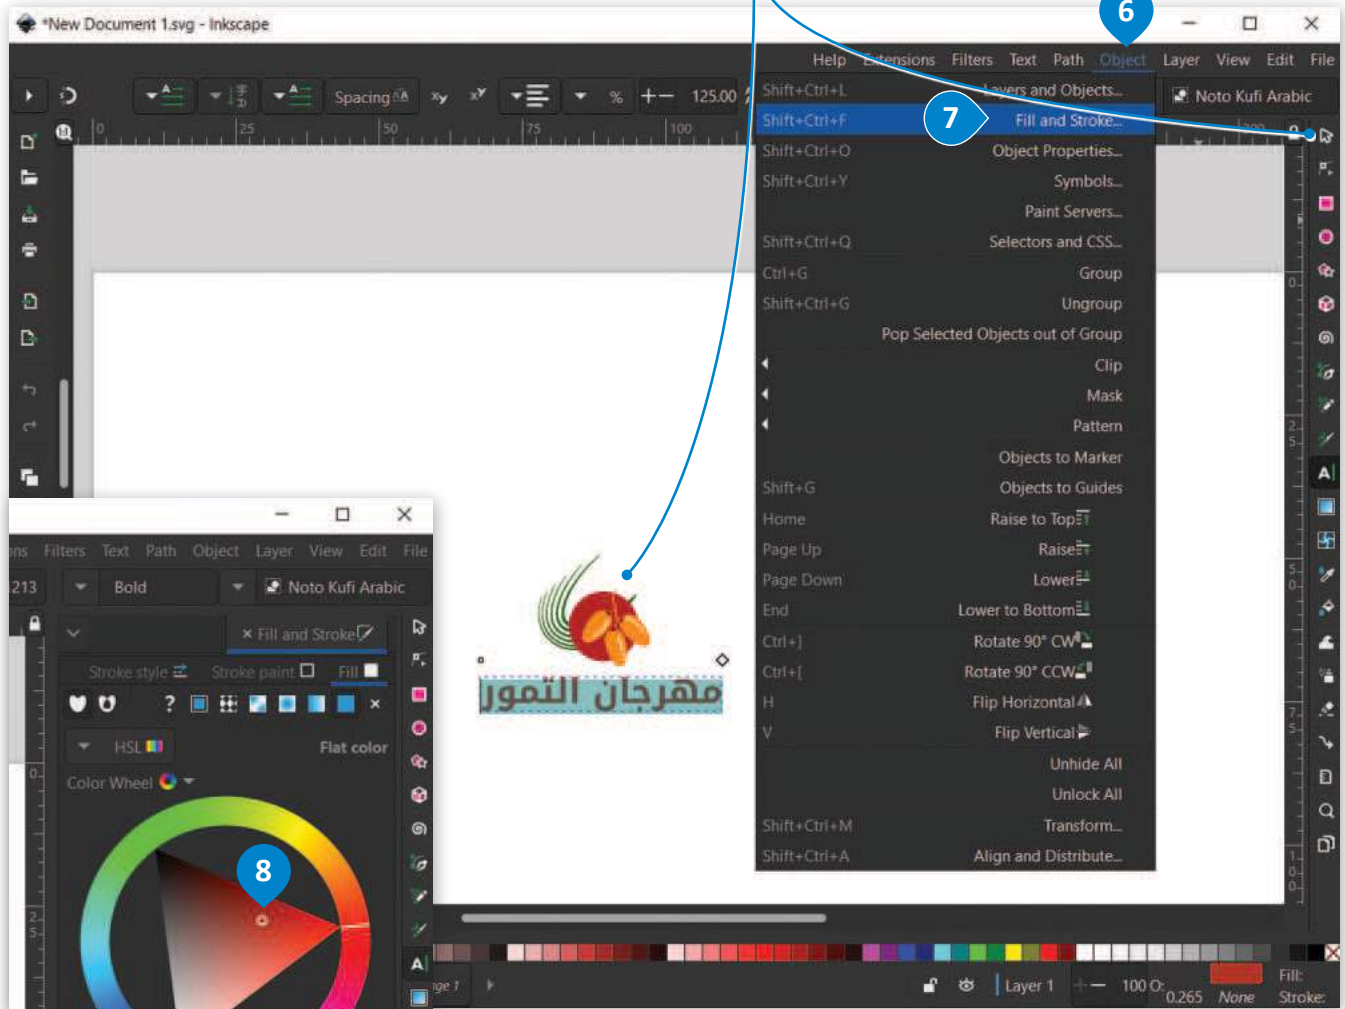 6
*New Document 1.svg - Inkscape
Help Extensions Filters Text Path Object Layer View Edit File
Spacing % 125.00
Noto Kufi Arabic
0 25 50 75 100
Shift+Ctrl+L Layers and Objects...
7
Shift+Ctrl+F Fill and Stroke...
Shift+Ctrl+O Object Properties...
Shift+Ctrl+Y Symbols...
Paint Servers...
Shift+Ctrl+Q Selectors and CSS...
Ctrl+G Group
Shift+Ctrl+G Ungroup
Pop Selected Objects out of Group
Clip
Mask
Pattern
Objects to Marker
Shift+G Objects to Guides
Home Raise to Top
Page Up Raise
Page Down Lower
End Lower to Bottom
Ctrl+] Rotate 90° CW
Ctrl+[ Rotate 90° CCW
H Flip Horizontal
V Flip Vertical
Unhide All
Unlock All
Shift+Ctrl+M Transform...
Shift+Ctrl+A Align and Distribute...
مهرجان التمور
Filters Text Path Object Layer View Edit File
213 Bold Noto Kufi Arabic
× Fill and Stroke
Stroke style Stroke paint Fill
?
HSL Flat color
Color Wheel
8
Layer 1 100 O:
0.265 None
Fill:
Stroke: